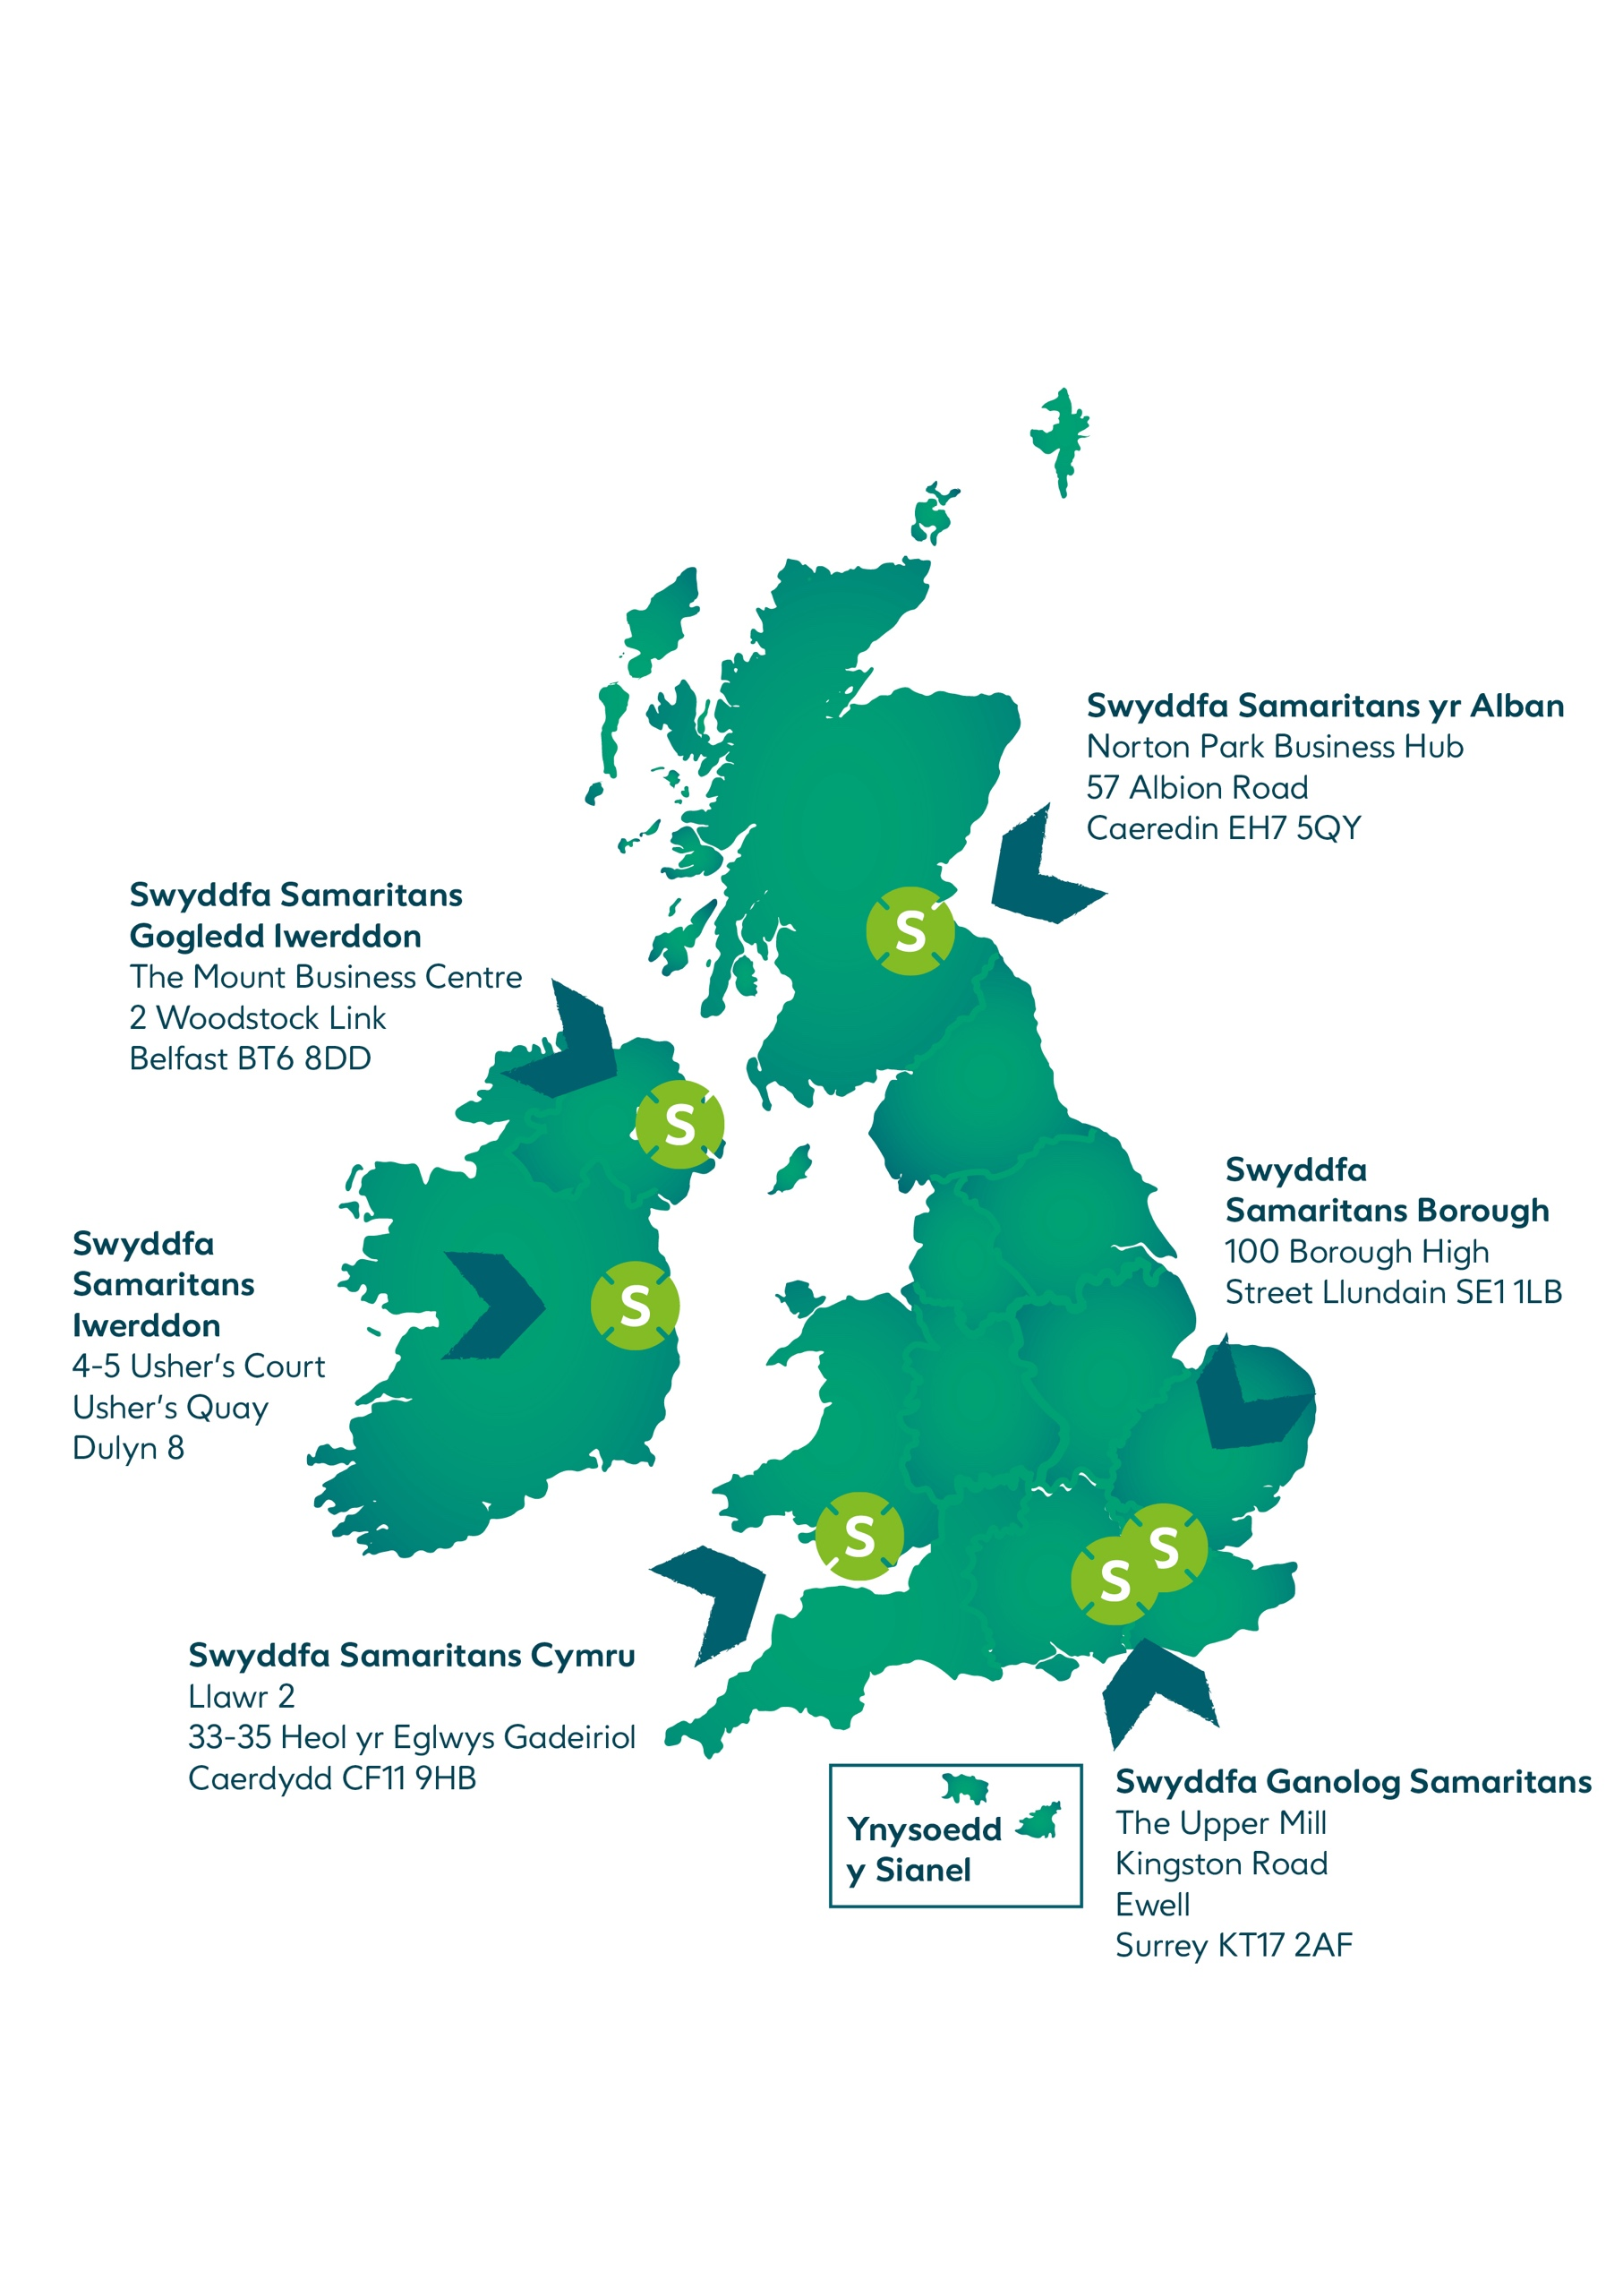 Swyddfa Samaritans yr Alban
Norton Park Business Hub
57 Albion Road
Caeredin EH7 5QY
Swyddfa Samaritans
Gogledd Iwerddon
The Mount Business Centre
2 Woodstock Link
Belfast BT6 8DD
S
S
Swyddfa
Samaritans Borough
100 Borough High
Street Llundain SE1 1LB
Swyddfa
Samaritans
Iwerddon
4-5 Usher's Court
Usher's Quay
Dulyn 8
S
S
S
S
Swyddfa Samaritans Cymru
Llawr 2
33-35 Heol yr Eglwys Gadeiriol
Caerdydd CF11 9HB
Ynysoedd
y Sianel
Swyddfa Ganolog Samaritans
The Upper Mill
Kingston Road
Ewell
Surrey KT17 2AF